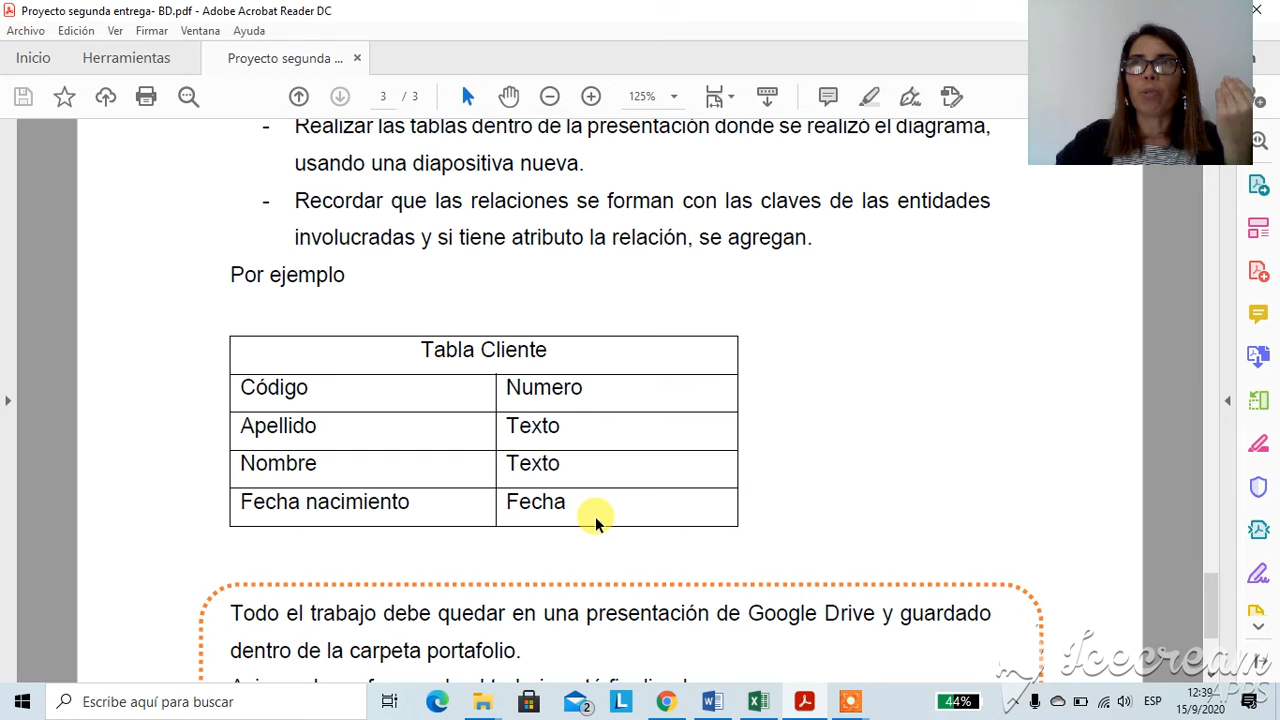 Proyecto segunda entrega- BD.pdf - Adobe Acrobat Reader DC
Archivo Edición Ver Firmar Ventana Ayuda
Inicio Herramientas Proyecto segunda ... ×
3 / 3 125%
- Realizar las tablas dentro de la presentación donde se realizó el diagrama,
usando una diapositiva nueva.
- Recordar que las relaciones se forman con las claves de las entidades
involucradas y si tiene atributo la relación, se agregan.
Por ejemplo
Tabla Cliente
Código Numero
Apellido Texto
Nombre Texto
Fecha nacimiento Fecha
Todo el trabajo debe quedar en una presentación de Google Drive y guardado
dentro de la carpeta portafolio.
Icecream
APPS
Escribe aquí para buscar
2
44%
ESP
12:39
15/9/2020